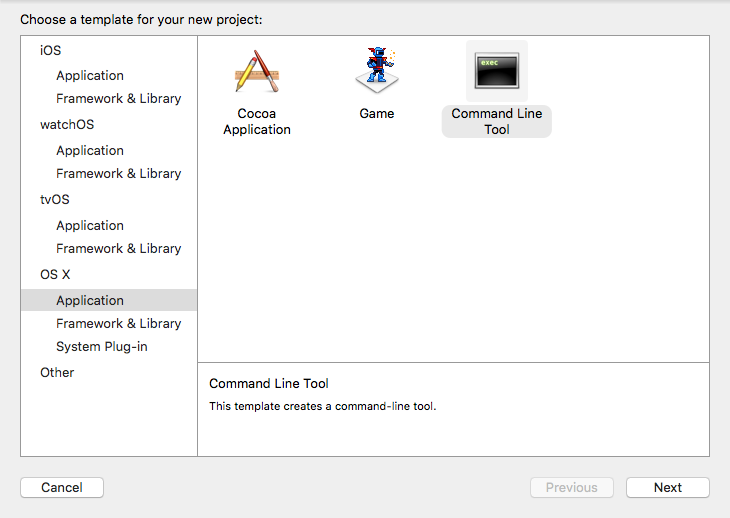 Choose a template for your new project:
iOS
Application
Framework & Library
watchOS
Application
Framework & Library
tvOS
Application
Framework & Library
OS X
Application
Framework & Library
System Plug-in
Other
Cocoa
Application
Game
exec
Command Line
Tool
Command Line Tool
This template creates a command-line tool.
Cancel
Previous
Next